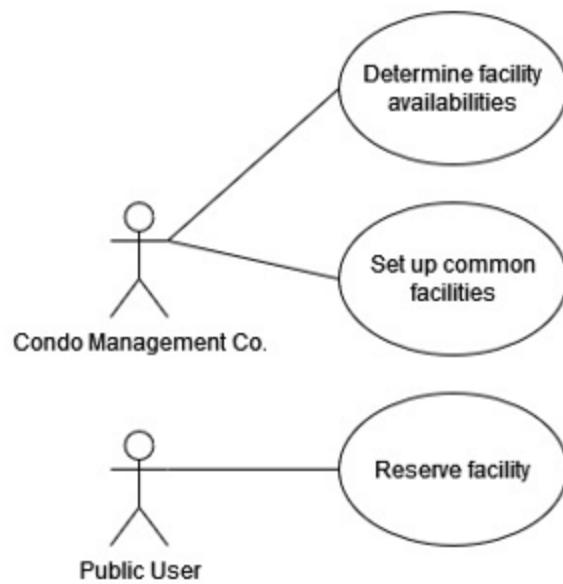 Determine facility
availabilities
Set up common
facilities
Condo Management Co.
Reserve facility
Public User